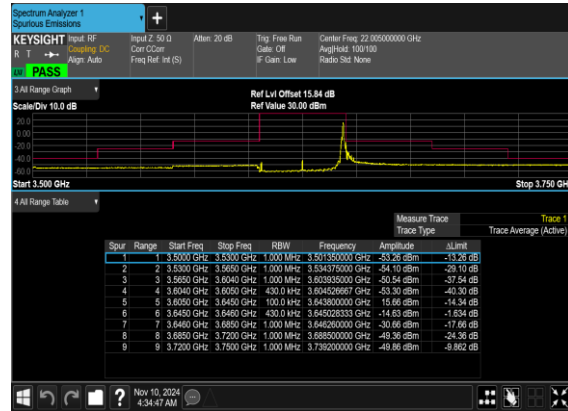 Spectrum Analyzer 1
Spurious Emissions
+
KEYSIGHT Input: RF Input Z: 50 Ω Atten: 20 dB Trig: Free Run Center Freq: 22.005000000 GHz
R T Coupling: DC Corr CCorr Gate: Off Avg|Hold: 100/100
Align: Auto Freq Ref: Int (S) IF Gain: Low Radio Std: None
LW PASS
3 All Range Graph
Ref Lvl Offset 15.84 dB
Scale/Div 10.0 dB Ref Value 30.00 dBm
20.0
0.00
-20.0
-40.0
-60.0
Start 3.500 GHz Stop 3.750 GH
4 All Range Table
Measure Trace Trace 1
Trace Type Trace Average (Active)
Spur Range Start Freq Stop Freq RBW Frequency Amplitude ΔLimit
1 1 3.5000 GHz 3.5300 GHz 1.000 MHz 3.501350000 GHz -53.26 dBm -13.26 dB
2 2 3.5300 GHz 3.5650 GHz 1.000 MHz 3.534375000 GHz -54.10 dBm -29.10 dB
3 3 3.5650 GHz 3.6040 GHz 1.000 MHz 3.603935000 GHz -50.54 dBm -37.54 dB
4 4 3.6040 GHz 3.6050 GHz 430.0 kHz 3.604526667 GHz -53.30 dBm -40.30 dB
5 5 3.6050 GHz 3.6450 GHz 100.0 kHz 3.643800000 GHz 15.66 dBm -14.34 dB
6 6 3.6450 GHz 3.6460 GHz 430.0 kHz 3.645028333 GHz -14.63 dBm -1.634 dB
7 7 3.6460 GHz 3.6850 GHz 1.000 MHz 3.646260000 GHz -30.66 dBm -17.66 dB
8 8 3.6850 GHz 3.7200 GHz 1.000 MHz 3.688500000 GHz -49.36 dBm -24.36 dB
9 9 3.7200 GHz 3.7500 GHz 1.000 MHz 3.739200000 GHz -49.86 dBm -9.862 dB
? Nov 10, 2024
4:34:47 AM